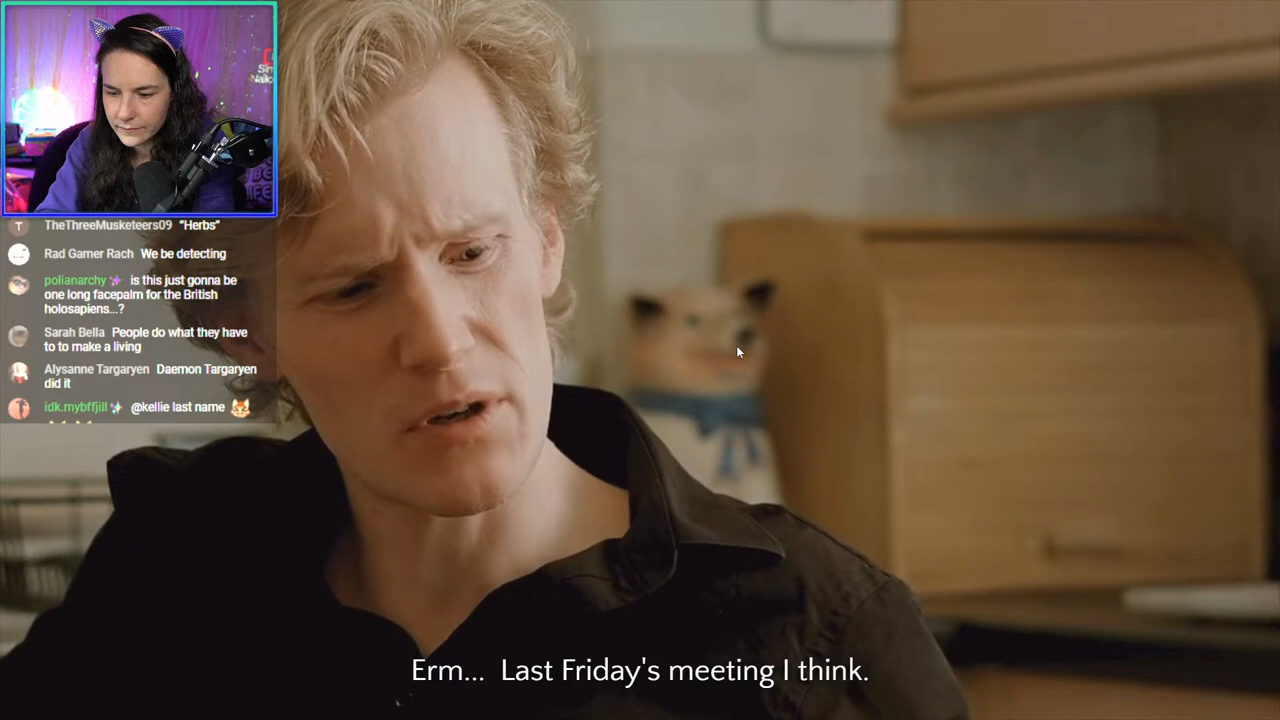 TheThreeMusketeers09 "Herbs"
Rad Gamer Rach We be detecting
polianarchy is this just gonna be
one long facepalm for the British
holosapiens...?
Sarah Bella People do what they have
to to make a living
Alysanne Targaryen Daemon Targaryen
did it
idk.mybffjill @kellie last name
Erm... Last Friday's meeting I think.